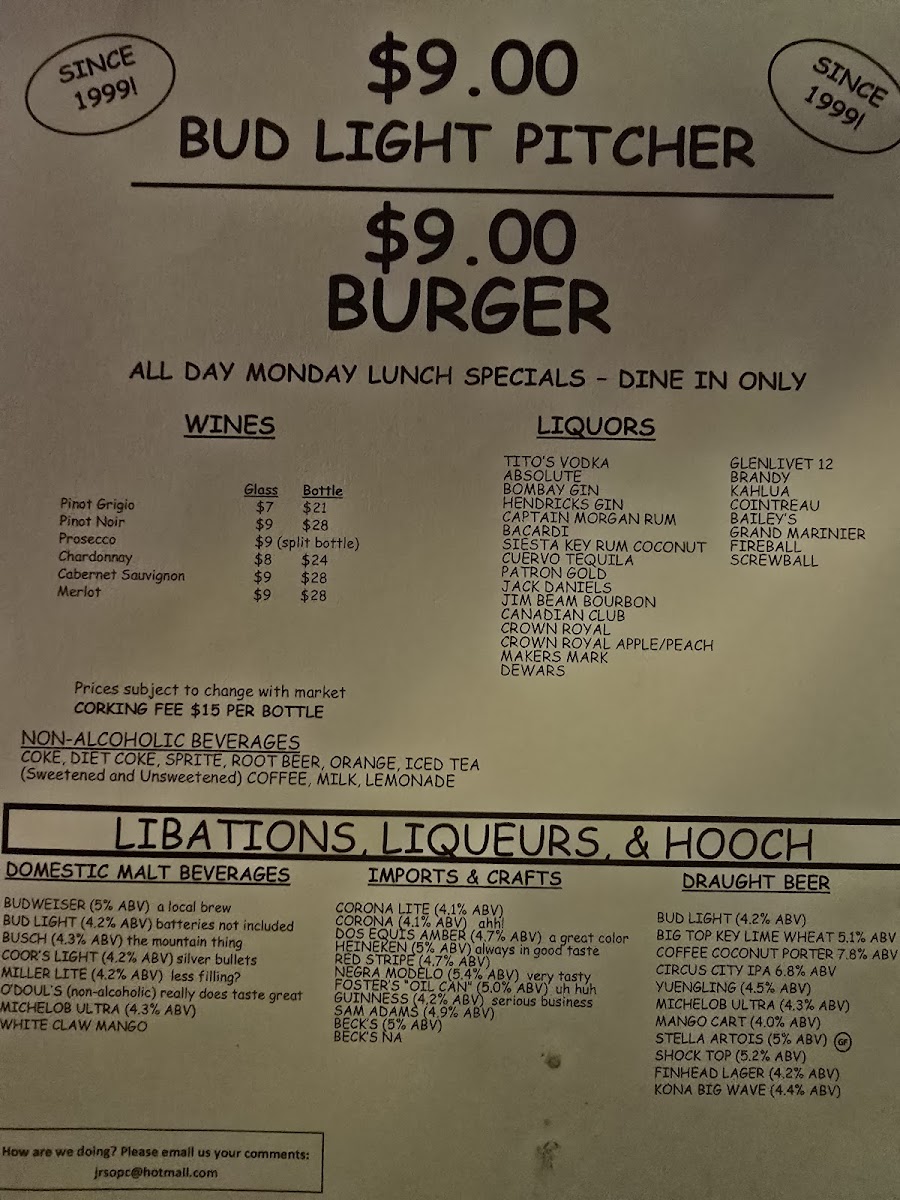 SINCE 1999!
$9.00
SINCE 1999!
BUD LIGHT PITCHER
$9.00
BURGER
ALL DAY MONDAY LUNCH SPECIALS – DINE IN ONLY
WINES
Glass Bottle
Pinot Grigio $7 $21
Pinot Noir $9 $28
Prosecco $9 (split bottle)
Chardonnay $8 $24
Cabernet Sauvignon $9 $28
Merlot $9 $28
Prices subject to change with market
CORKING FEE $15 PER BOTTLE
LIQUORS
TITO'S VODKA
ABSOLUTE
BOMBAY GIN
HENDRICKS GIN
CAPTAIN MORGAN RUM
BACARDI
SIESTA KEY RUM COCONUT
CUERVO TEQUILA
PATRON GOLD
JACK DANIELS
JIM BEAM BOURBON
CANADIAN CLUB
CROWN ROYAL
CROWN ROYAL APPLE/PEACH
MAKERS MARK
DEWARS
GLENLIVET 12
BRANDY
KAHLUA
COINTREAU
BAILEY'S
GRAND MARINIER
FIREBALL
SCREWBALL
NON-ALCOHOLIC BEVERAGES
COKE, DIET COKE, SPRITE, ROOT BEER, ORANGE, ICED TEA
(Sweetened and Unsweetened) COFFEE, MILK, LEMONADE
LIBATIONS, LIQUEURS, & HOOCH
DOMESTIC MALT BEVERAGES
BUDWEISER (5% ABV) a local brew
BUD LIGHT (4.2% ABV) batteries not included
BUSCH (4.3% ABV) the mountain thing
COOR'S LIGHT (4.2% ABV) silver bullets
MILLER LITE (4.2% ABV) less filling?
O'DOUL'S (non-alcoholic) really does taste great
MICHELOB ULTRA (4.3% ABV)
WHITE CLAW MANGO
IMPORTS & CRAFTS
CORONA LITE (4.1% ABV)
CORONA (4.1% ABV) ahh!
DOS EQUIS AMBER (4.7% ABV) a great color
HEINEKEN (5% ABV) always in good taste
RED STRIPE (4.7% ABV)
NEGRA MODELO (5.4% ABV) very tasty
FOSTER'S "OIL CAN" (5.0% ABV) uh huh
GUINNESS (4.2% ABV) serious business
SAM ADAMS (4.9% ABV)
BECK'S (5% ABV)
BECK'S NA
DRAUGHT BEER
BUD LIGHT (4.2% ABV)
BIG TOP KEY LIME WHEAT 5.1% ABV
COFFEE COCONUT PORTER 7.8% ABV
CIRCUS CITY IPA 6.8% ABV
YUENGLING (4.5% ABV)
MICHELOB ULTRA (4.3% ABV)
MANGO CART (4.0% ABV)
STELLA ARTOIS (5% ABV) GF
SHOCK TOP (5.2% ABV)
FINHEAD LAGER (4.2% ABV)
KONA BIG WAVE (4.4% ABV)
How are we doing? Please email us your comments:
jrsopc@hotmail.com